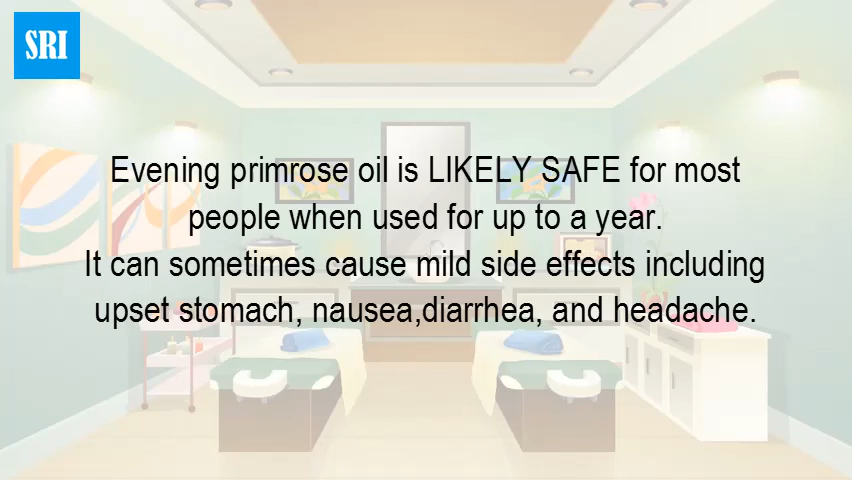 SRI
Evening primrose oil is LIKELY SAFE for most
people when used for up to a year.
It can sometimes cause mild side effects including
upset stomach, nausea,diarrhea, and headache.